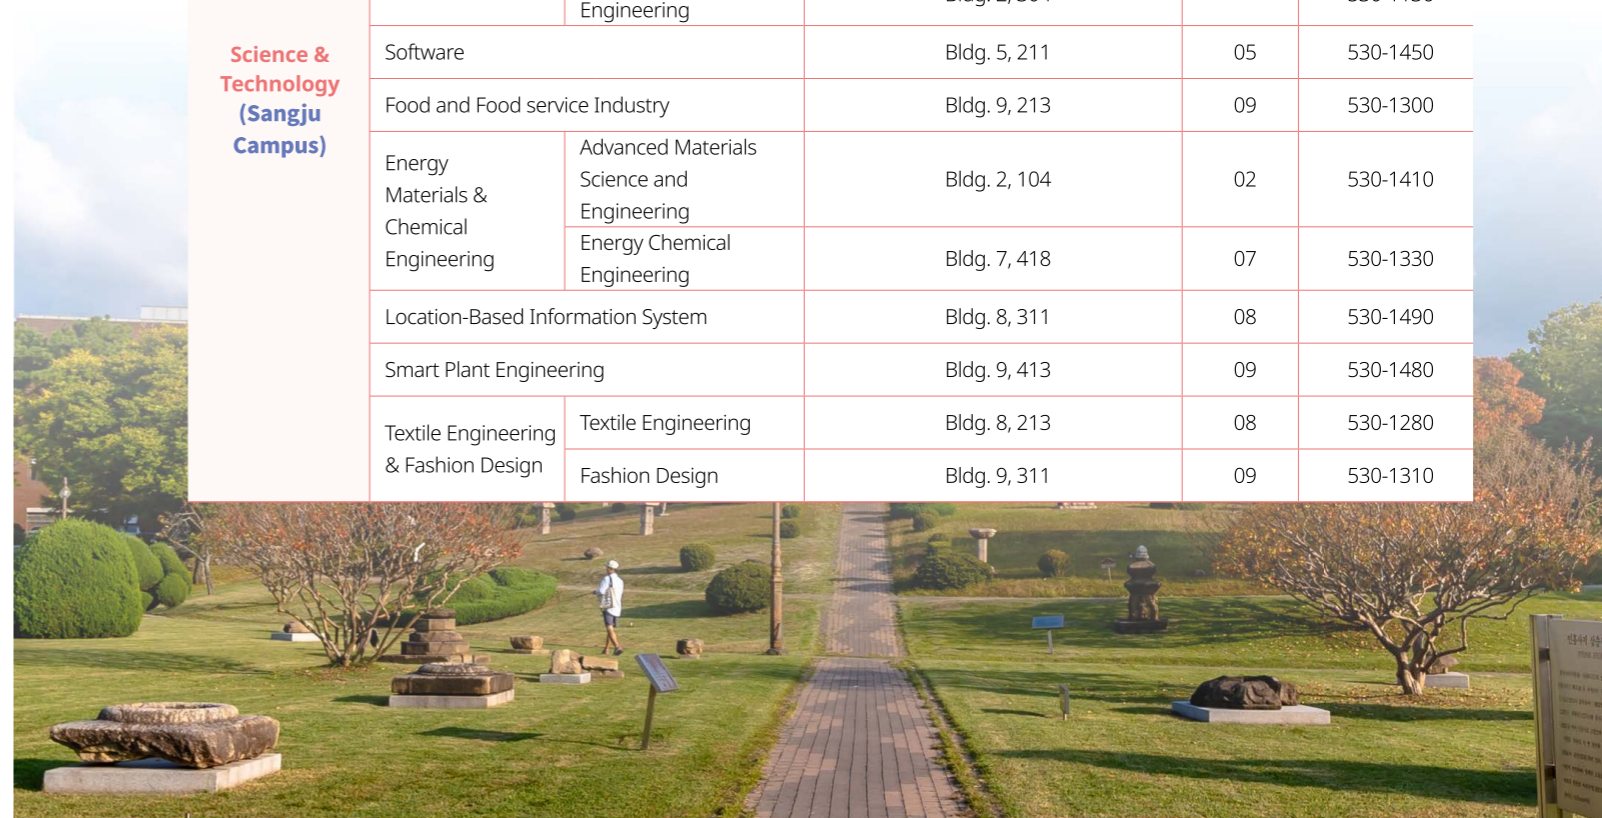 Engineering
Science &
Technology
(Sangju
Campus)
Software Bldg. 5, 211 05 530-1450
Food and Food service Industry Bldg. 9, 213 09 530-1300
Energy
Materials &
Chemical
Engineering
Advanced Materials
Science and
Engineering
Bldg. 2, 104 02 530-1410
Energy Chemical
Engineering
Bldg. 7, 418 07 530-1330
Location-Based Information System Bldg. 8, 311 08 530-1490
Smart Plant Engineering Bldg. 9, 413 09 530-1480
Textile Engineering
& Fashion Design
Textile Engineering Bldg. 8, 213 08 530-1280
Fashion Design Bldg. 9, 311 09 530-1310